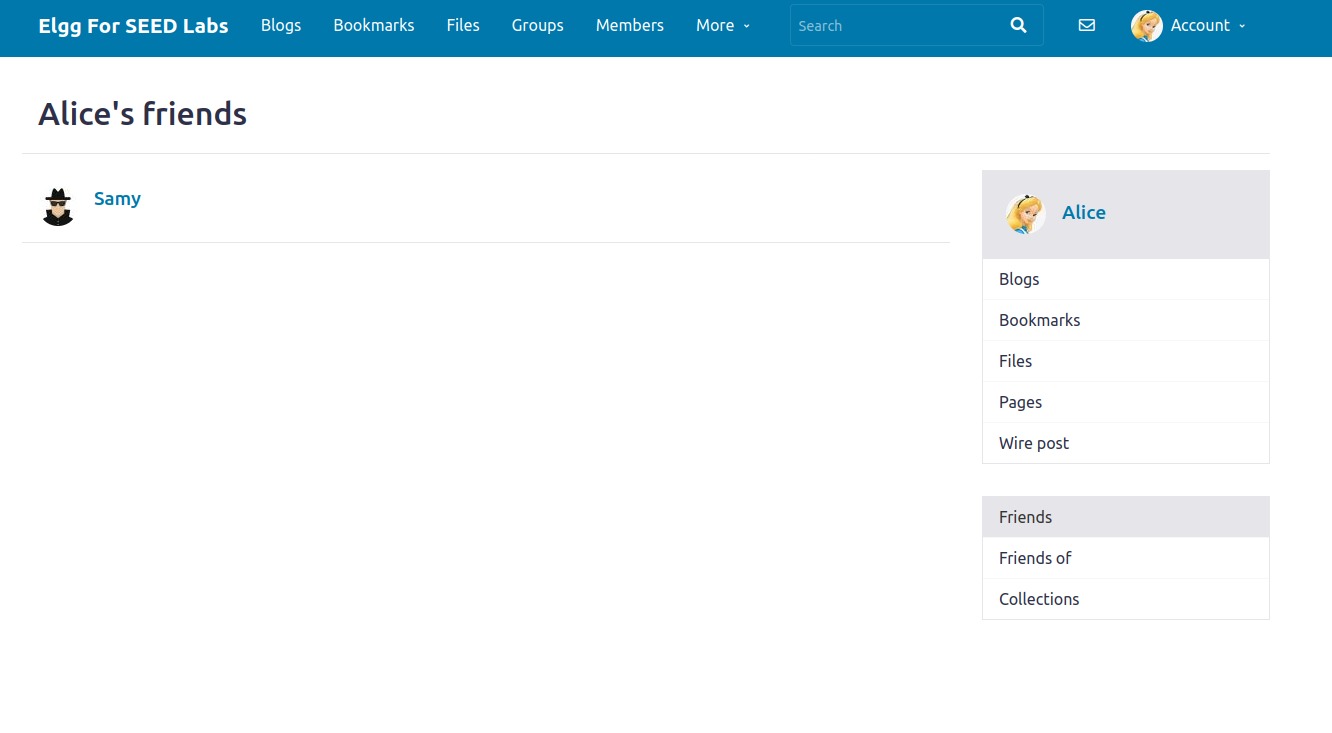 Elgg For SEED Labs Blogs Bookmarks Files Groups Members More Search Account
Alice's friends
Samy
Alice
Blogs
Bookmarks
Files
Pages
Wire post
Friends
Friends of
Collections